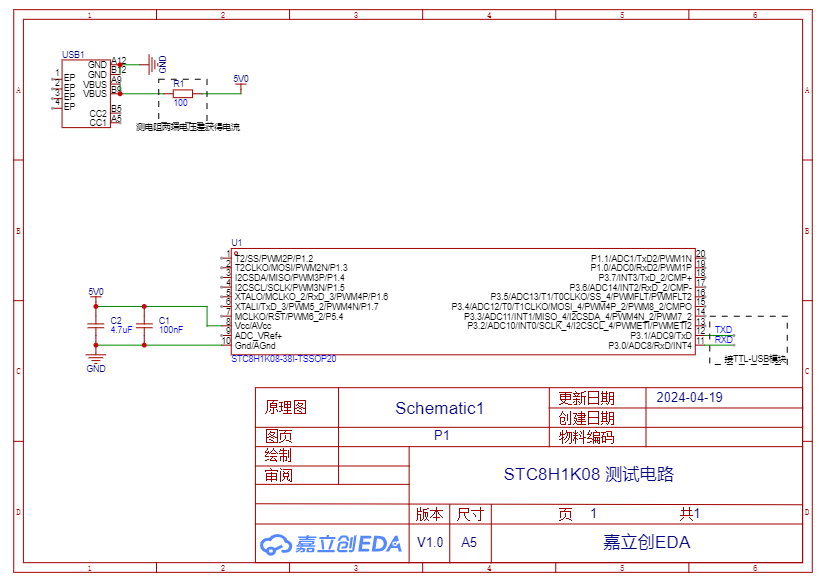 1 2 3 4 5 6
A A
USB1
GND A12
GND B12
VBUS A9
VBUS B9
CC2 B5
CC1 A5
1 EP
2 EP
3 EP
4 EP
GND
R1
100
5V0
测电阻两端电压差获得电流
B B
U1
1 T2/SS/PWM2P/P1.2
2 T2CLKO/MOSI/PWM2N/P1.3
3 I2CSDA/MISO/PWM3P/P1.4
4 I2CSCL/SCLK/PWM3N/P1.5
5 XTALO/MCLKO_2/RxD_3/PWM4P/P1.6
6 XTALI/TxD_3/PWM5_2/PWM4N/P1.7
7 MCLKO/RST/PWM6_2/P5.4
8 Vcc/AVcc
9 ADC_VRef+
10 Gnd/AGnd
P1.1/ADC1/TxD2/PWM1N 20
P1.0/ADC0/RxD2/PWM1P 19
P3.7/INT3/TxD_2/CMP+ 18
P3.6/ADC14/INT2/RxD_2/CMP- 17
P3.5/ADC13/T1/T0CLKO/SS_4/PWMFLT/PWMFLT2 16
P3.4/ADC12/T0/T1CLKO/MOSI_4/PWM4P_2/PWM8_2/CMPO 15
P3.3/ADC11/INT1/MISO_4/I2CSDA_4/PWM4N_2/PWM7_2 14
P3.2/ADC10/INT0/SCLK_4/I2CSCL_4/PWMETI/PWMETI2 13
P3.1/ADC9/TxD 12
P3.0/ADC8/RxD/INT4 11
STC8H1K08-38I-TSSOP20
5V0
C2
4.7uF
C1
100nF
GND
TXD
RXD
接TTL-USB模块
C C
原理图 Schematic1 更新日期 2024-04-19
创建日期
图页 P1 物料编码
绘制
审阅
STC8H1K08 测试电路
D D
版本 尺寸 页 1 共1
嘉立创EDA V1.0 A5 嘉立创EDA
1 2 3 4 5 6